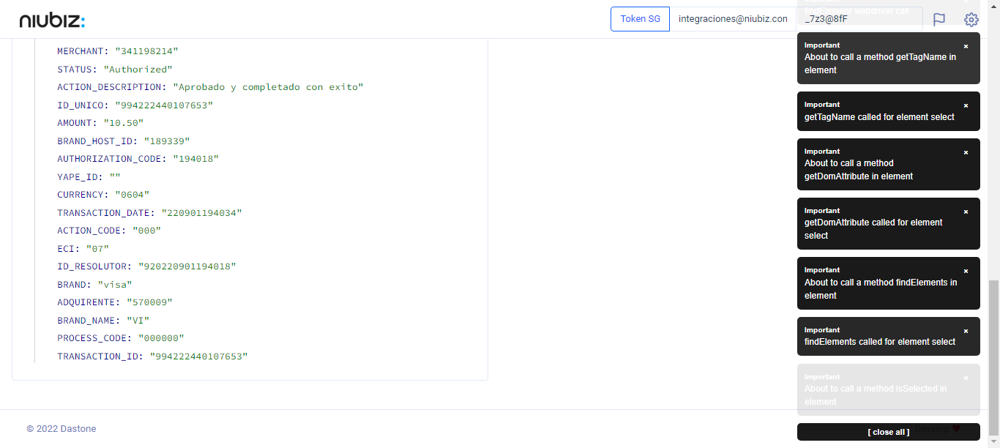 niubiz:
Token SG
integraciones@niubiz.con
_7z3@8fF
findElement webdriver call
MERCHANT: "341198214"
STATUS: "Authorized"
ACTION_DESCRIPTION: "Aprobado y completado con exito"
ID_UNICO: "994222440107653"
AMOUNT: "10.50"
BRAND_HOST_ID: "189339"
AUTHORIZATION_CODE: "194018"
YAPE_ID: ""
CURRENCY: "0604"
TRANSACTION_DATE: "220901194034"
ACTION_CODE: "000"
ECI: "07"
ID_RESOLUTOR: "920220901194018"
BRAND: "visa"
ADQUIRENTE: "570009"
BRAND_NAME: "VI"
PROCESS_CODE: "000000"
TRANSACTION_ID: "994222440107653"
Important
About to call a method getTagName in
element
Important
getTagName called for element select
Important
About to call a method
getDomAttribute in element
Important
getDomAttribute called for element
select
Important
About to call a method findElements in
element
Important
findElements called for element select
Important
About to call a method isSelected in
element
[ close all ]
© 2022 Dastone